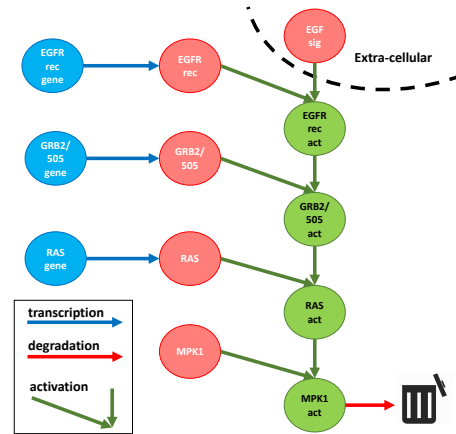 EGF
sig
Extra-cellular
EGFR
rec
gene
EGFR
rec
EGFR
rec
act
GRB2/
505
gene
GRB2/
505
GRB2/
505
act
RAS
gene
RAS
RAS
act
MPK1
MPK1
act
transcription
degradation
activation